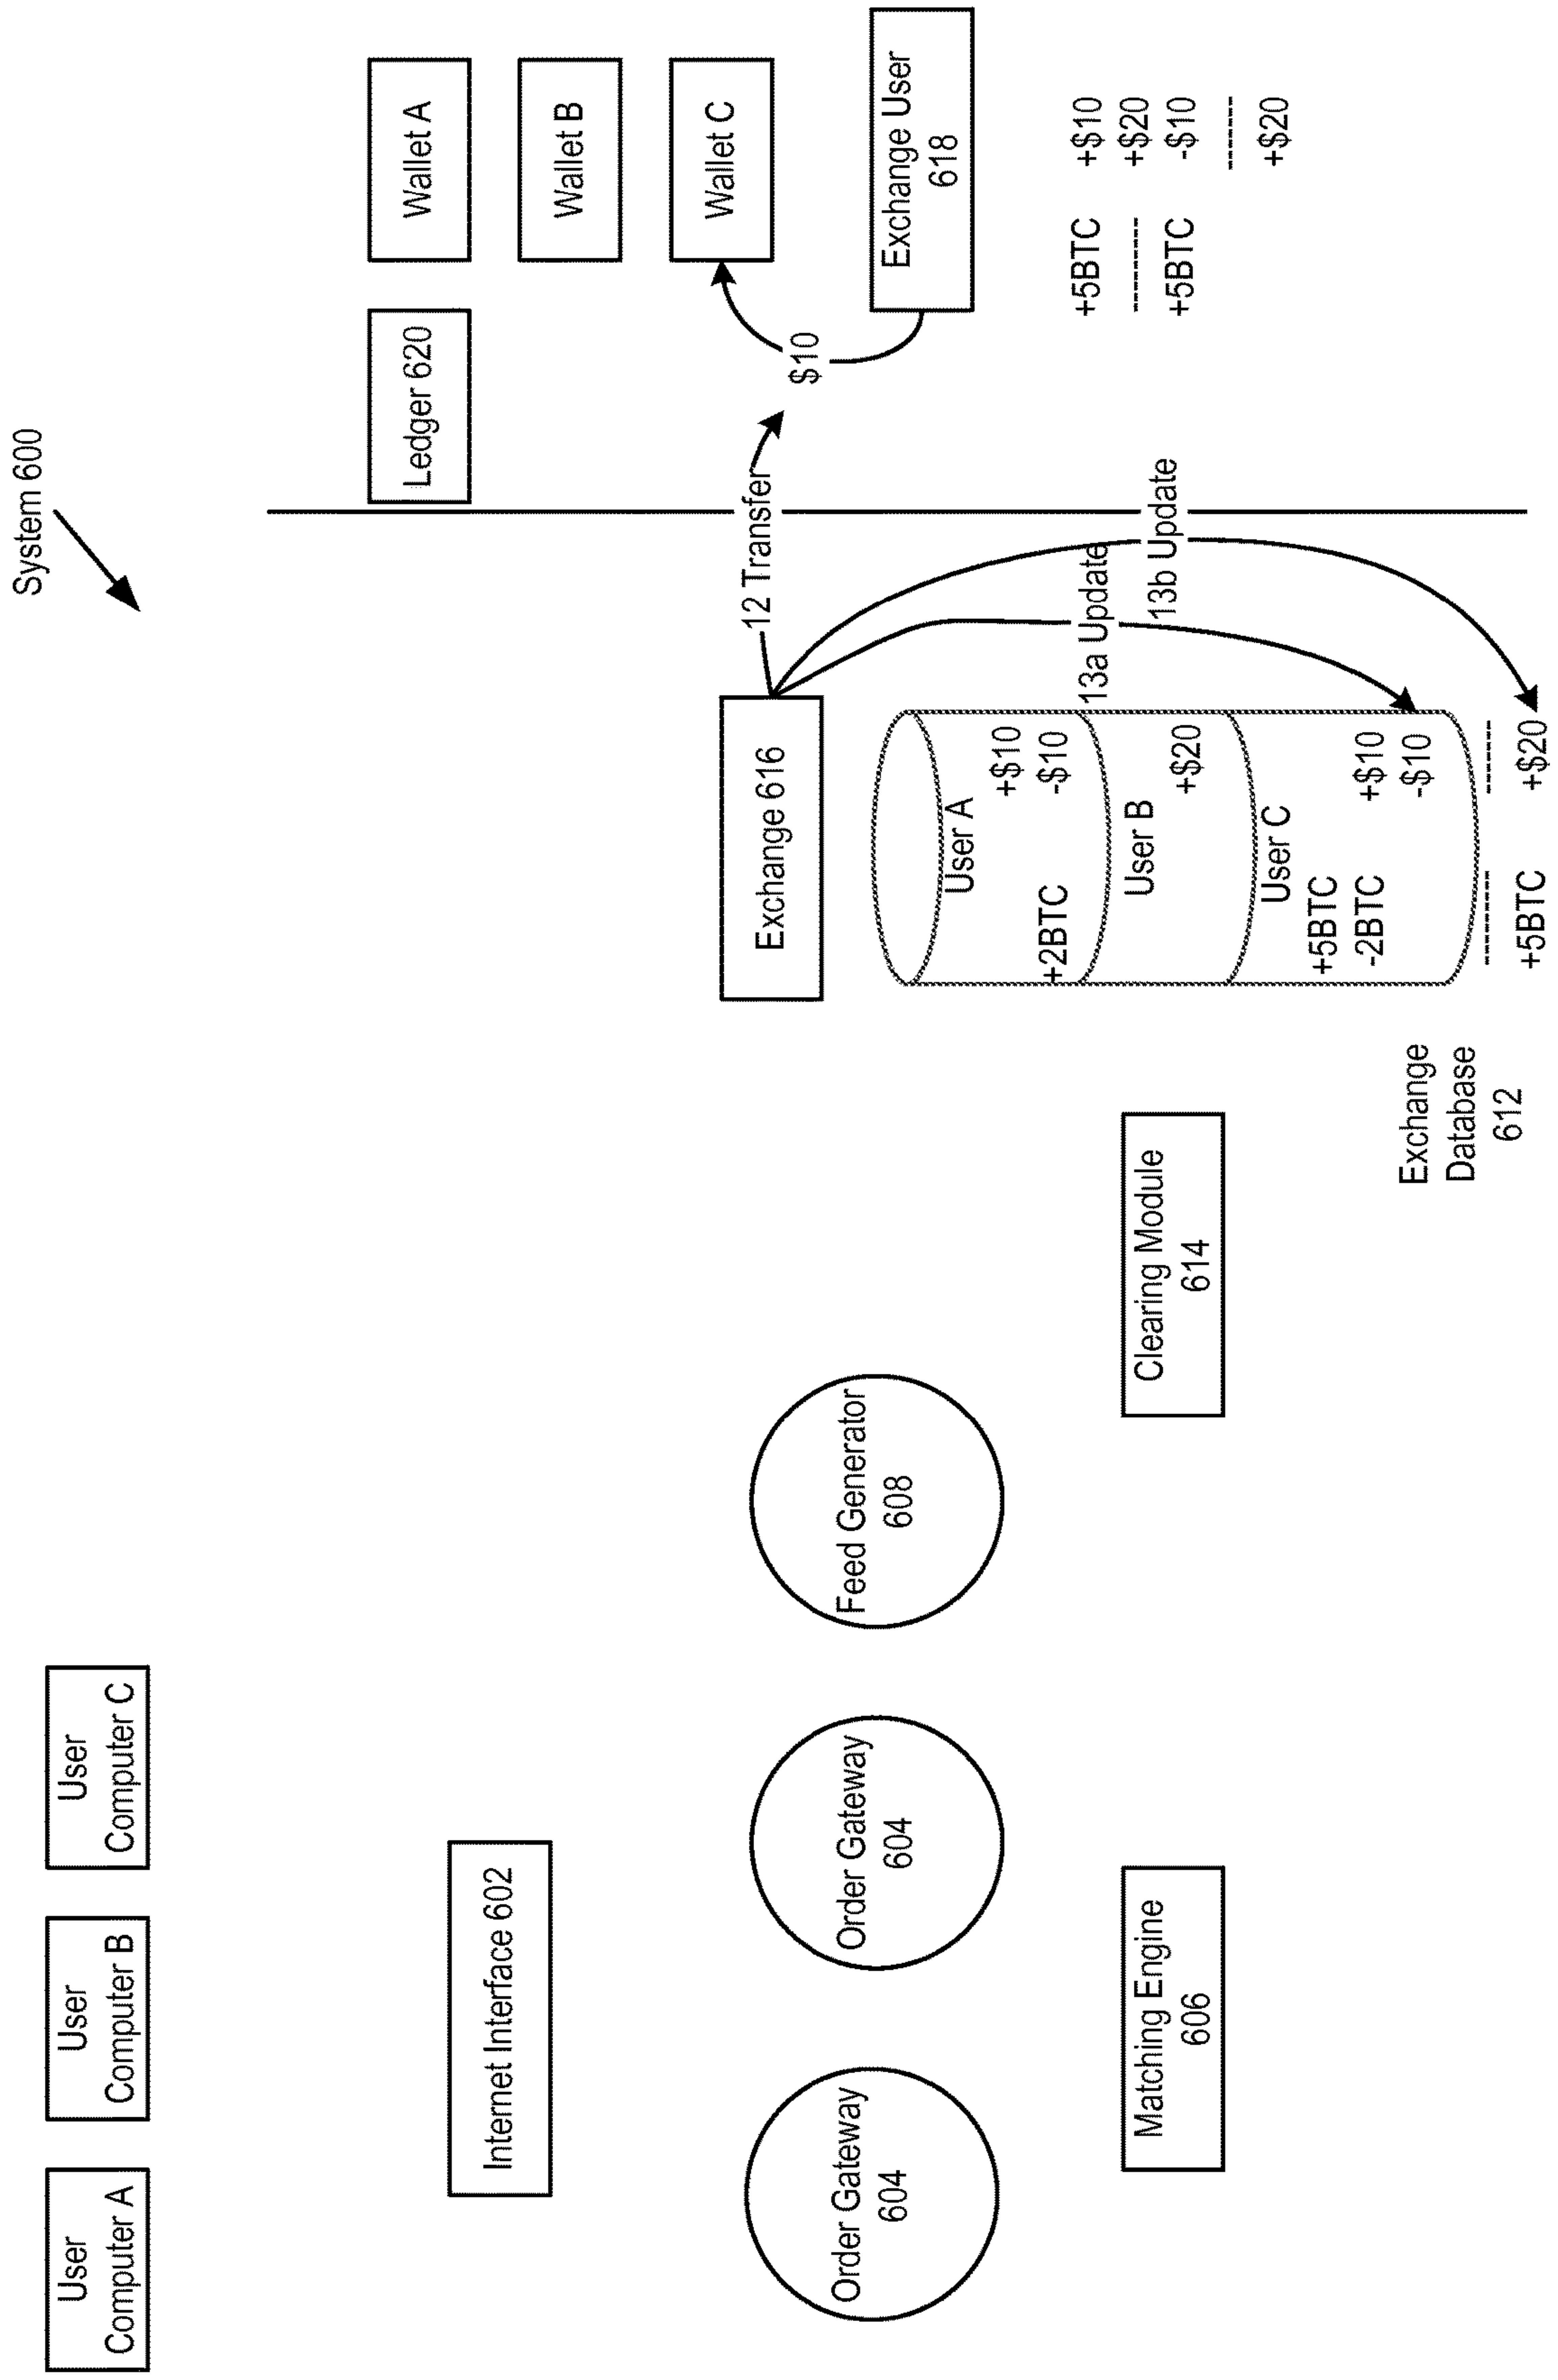 System 600
User
Computer A
User
Computer B
User
Computer C
Internet Interface 602
Ledger 620
Wallet A
Wallet B
Wallet C
Order Gateway
604
Order Gateway
604
Feed Generator
608
Exchange 616
12 Transfer
$10
Exchange User
618
Matching Engine
606
Clearing Module
614
User A
+$10
+2BTC -$10
User B
+$20
User C
+5BTC
-2BTC +$10
-$10
--------- ---------
+5BTC +$20
13a Update
13b Update
+5BTC +$10
--------- +$20
+5BTC -$10
---------
+$20
Exchange
Database
612